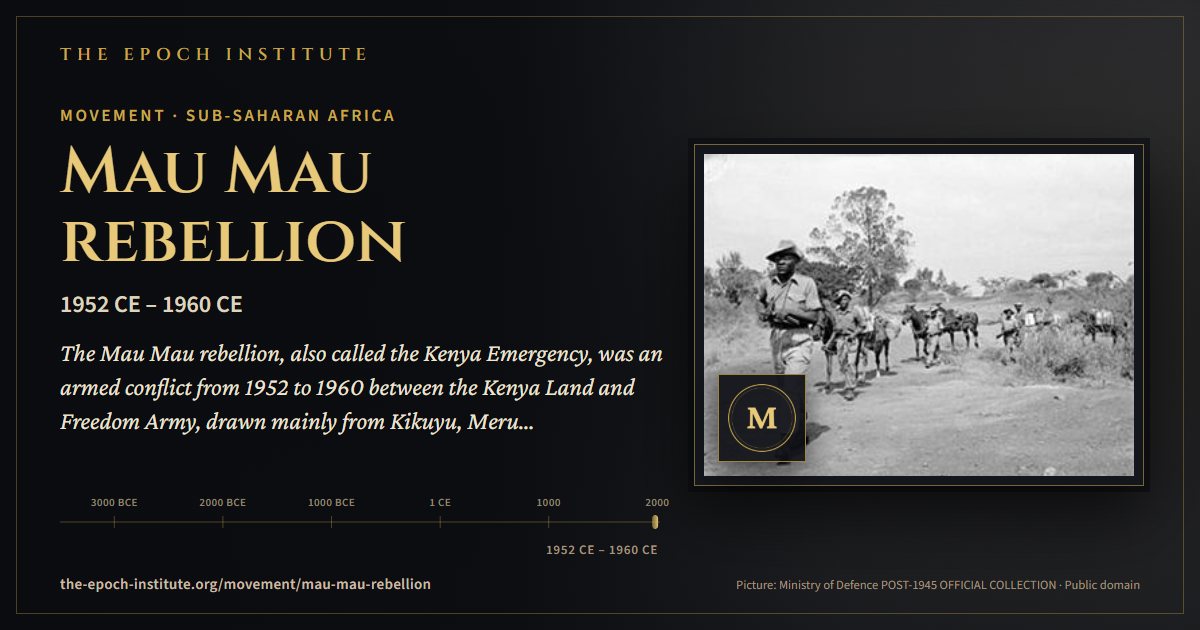 THE EPOCH INSTITUTE
MOVEMENT · SUB-SAHARAN AFRICA
MAU MAU
REBELLION
1952 CE – 1960 CE
The Mau Mau rebellion, also called the Kenya Emergency, was an
armed conflict from 1952 to 1960 between the Kenya Land and
Freedom Army, drawn mainly from Kikuyu, Meru...
M
3000 BCE 2000 BCE 1000 BCE 1 CE 1000 2000
1952 CE – 1960 CE
the-epoch-institute.org/movement/mau-mau-rebellion
Picture: Ministry of Defence POST-1945 OFFICIAL COLLECTION · Public domain